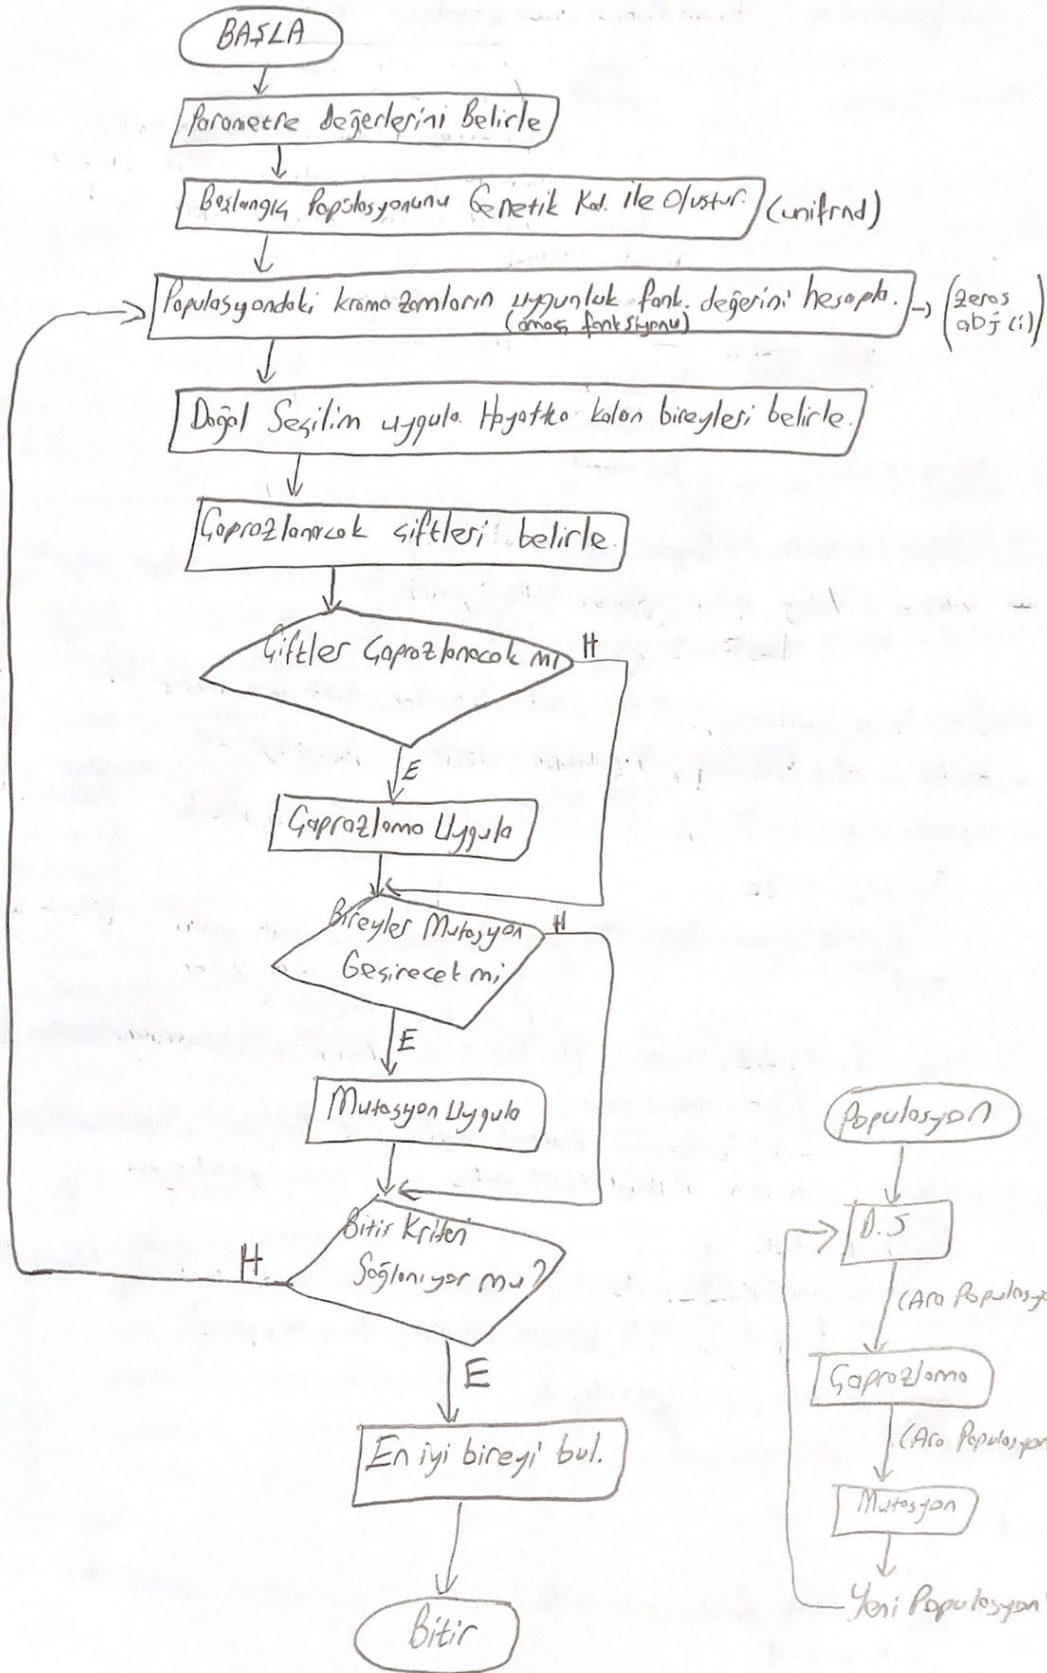 BAŞLA
Parametre Değerlerini Belirle
Başlangıç Popülasyonunu Genetik Kod. ile Oluştur. (unifrnd)
Populasyondaki kromozomların uygunluk fonk. değerini hesapla. → (zeros
(amaç fonksiyonu) obj(i))
Doğal Seçilim uygula. Hayatta kalan bireyleri belirle.
Çaprazlanacak çiftleri belirle.
Çiftler Çaprazlanacak mı H
E
Çaprazlama Uygula
Bireyler Mutasyon H
Geçirecek mi
E
Mutasyon Uygula
Bitiş Kriteri
Sağlanıyor mu?
H
E
En iyi bireyi bul.
Bitir
Populasyon
D.S
(Ara Populasyo
Çaprazlama
(Ara Populasyon
Mutasyon
Yeni Populasyon